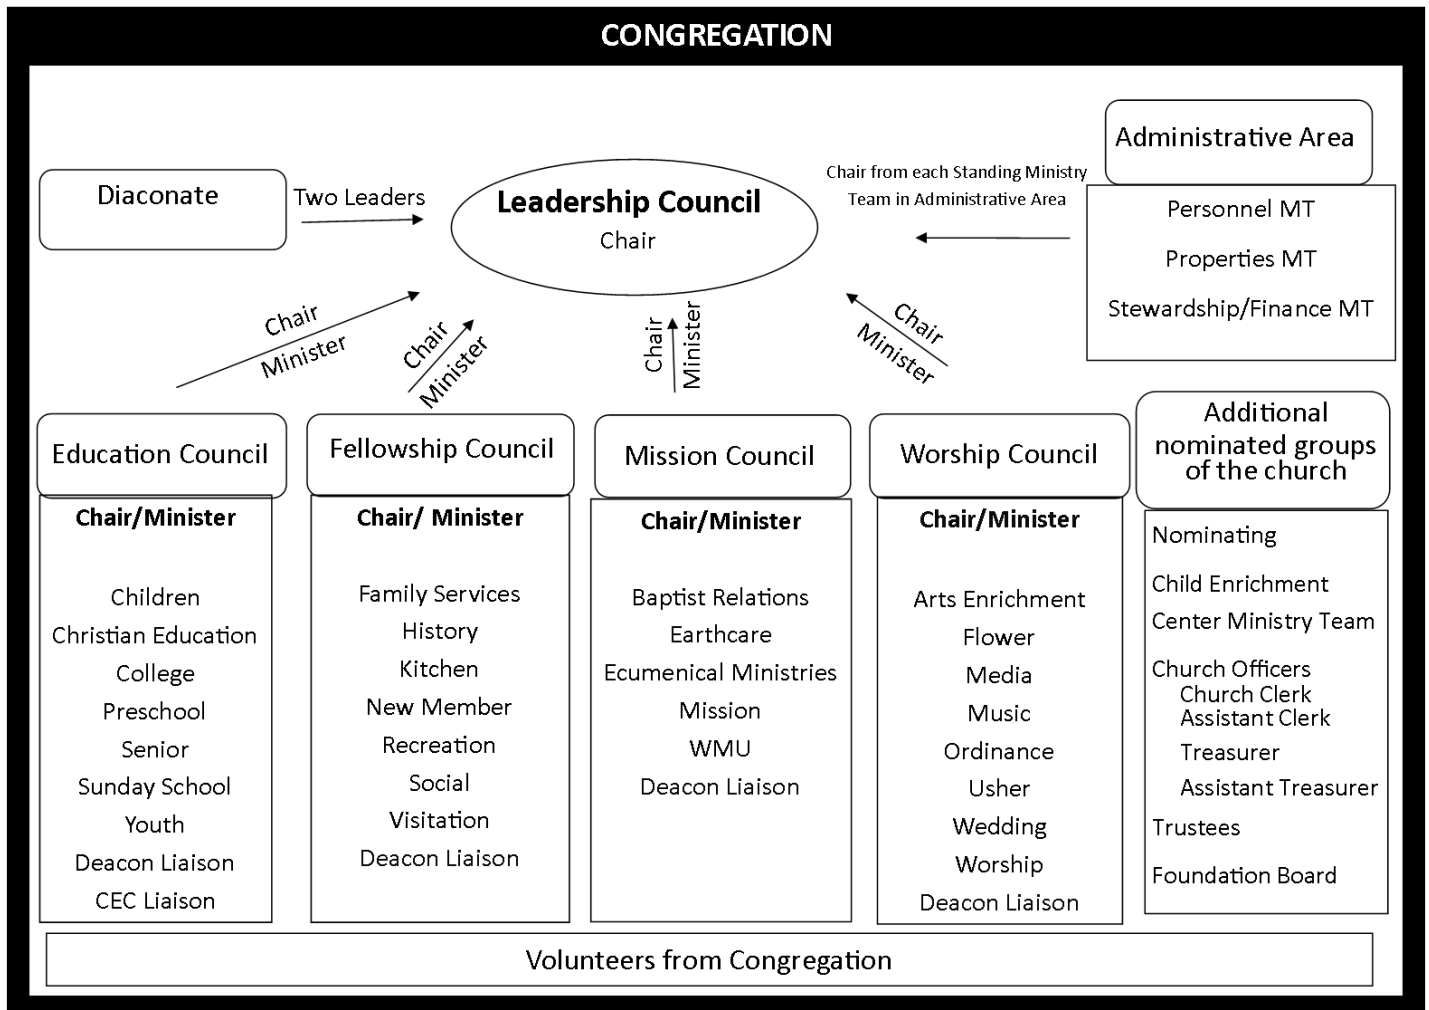 CONGREGATION
Administrative Area
Personnel MT
Properties MT
Stewardship/Finance MT
Chair from each Standing Ministry
Team in Administrative Area
Diaconate
Two Leaders
Leadership Council
Chair
Chair
Minister
Chair
Minister
Chair
Minister
Chair
Minister
Education Council
Chair/Minister
Children
Christian Education
College
Preschool
Senior
Sunday School
Youth
Deacon Liaison
CEC Liaison
Fellowship Council
Chair/ Minister
Family Services
History
Kitchen
New Member
Recreation
Social
Visitation
Deacon Liaison
Mission Council
Chair/Minister
Baptist Relations
Earthcare
Ecumenical Ministries
Mission
WMU
Deacon Liaison
Worship Council
Chair/Minister
Arts Enrichment
Flower
Media
Music
Ordinance
Usher
Wedding
Worship
Deacon Liaison
Additional
nominated groups
of the church
Nominating
Child Enrichment
Center Ministry Team
Church Officers
Church Clerk
Assistant Clerk
Treasurer
Assistant Treasurer
Trustees
Foundation Board
Volunteers from Congregation